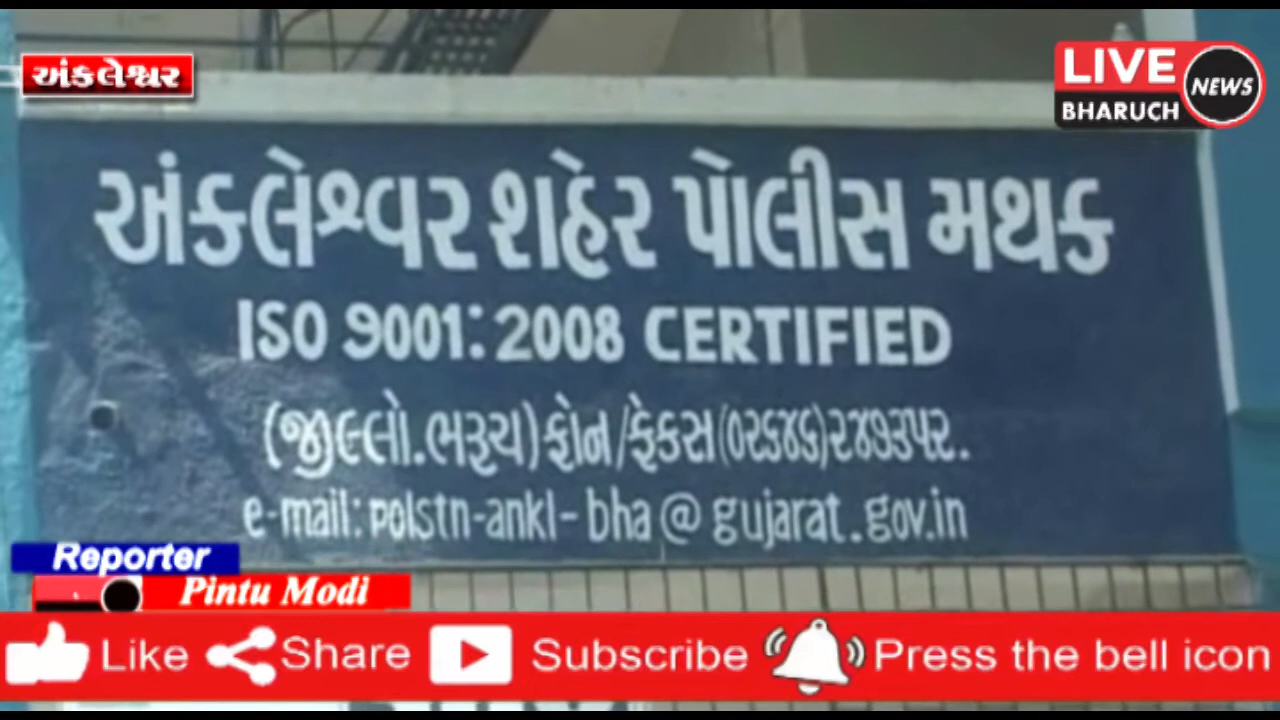 અંકલેશ્વર
LIVE
BHARUCH
NEWS
અંકલેશ્વર શહેર પોલીસ મથક
ISO 9001:2008 CERTIFIED
(જીલ્લો.ભરૂચ)ફોન/ફેકસ(૦૨૬૪૬)૨૪૭૩૫૨.
e-mail: polstn-ankl-bha@gujarat.gov.in
Reporter
Pintu Modi
Like Share Subscribe Press the bell icon